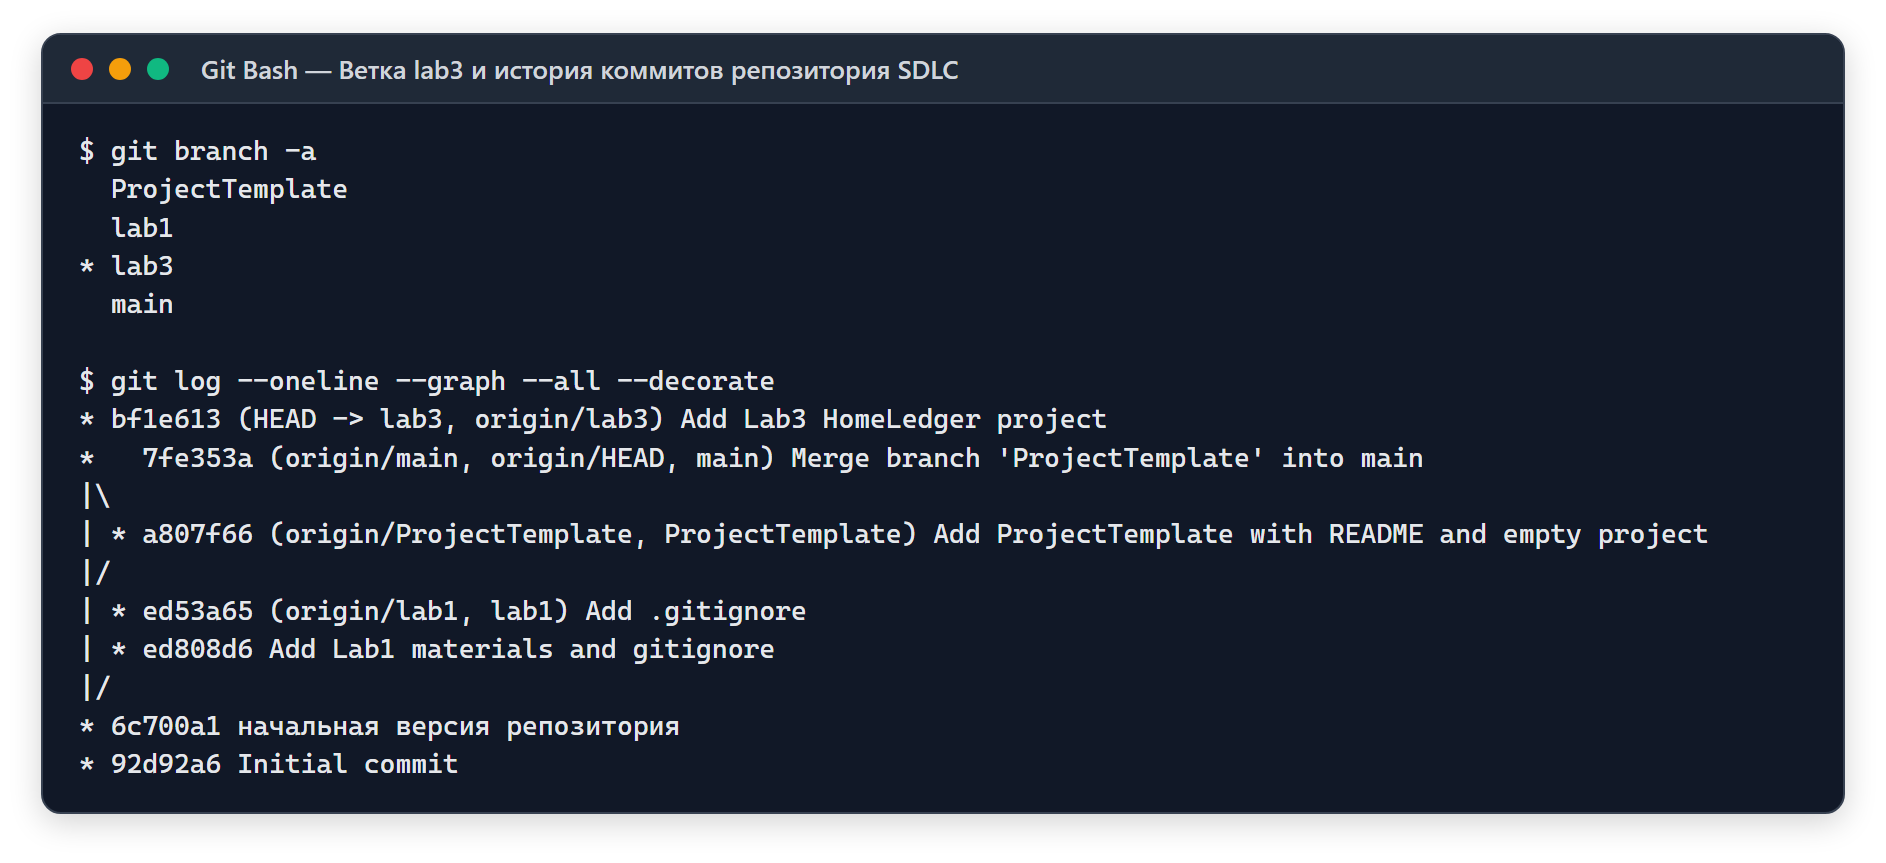 Git Bash — Ветка lab3 и история коммитов репозитория SDLC
$ git branch -a
  ProjectTemplate
  lab1
* lab3
  main
$ git log --oneline --graph --all --decorate
* bf1e613 (HEAD -> lab3, origin/lab3) Add Lab3 HomeLedger project
*   7fe353a (origin/main, origin/HEAD, main) Merge branch 'ProjectTemplate' into main
|\
| * a807f66 (origin/ProjectTemplate, ProjectTemplate) Add ProjectTemplate with README and empty project
|/
| * ed53a65 (origin/lab1, lab1) Add .gitignore
| * ed808d6 Add Lab1 materials and gitignore
|/
* 6c700a1 начальная версия репозитория
* 92d92a6 Initial commit